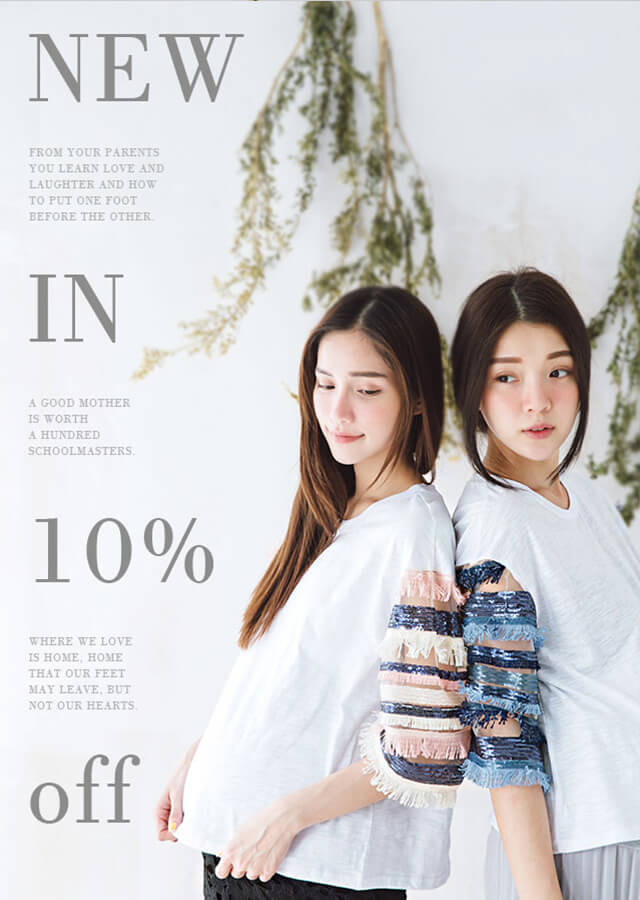 NEW
FROM YOUR PARENTS
YOU LEARN LOVE AND
LAUGHTER AND HOW
TO PUT ONE FOOT
BEFORE THE OTHER.
IN
A GOOD MOTHER
IS WORTH
A HUNDRED
SCHOOLMASTERS.
10%
WHERE WE LOVE
IS HOME, HOME
THAT OUR FEET
MAY LEAVE, BUT
NOT OUR HEARTS.
off